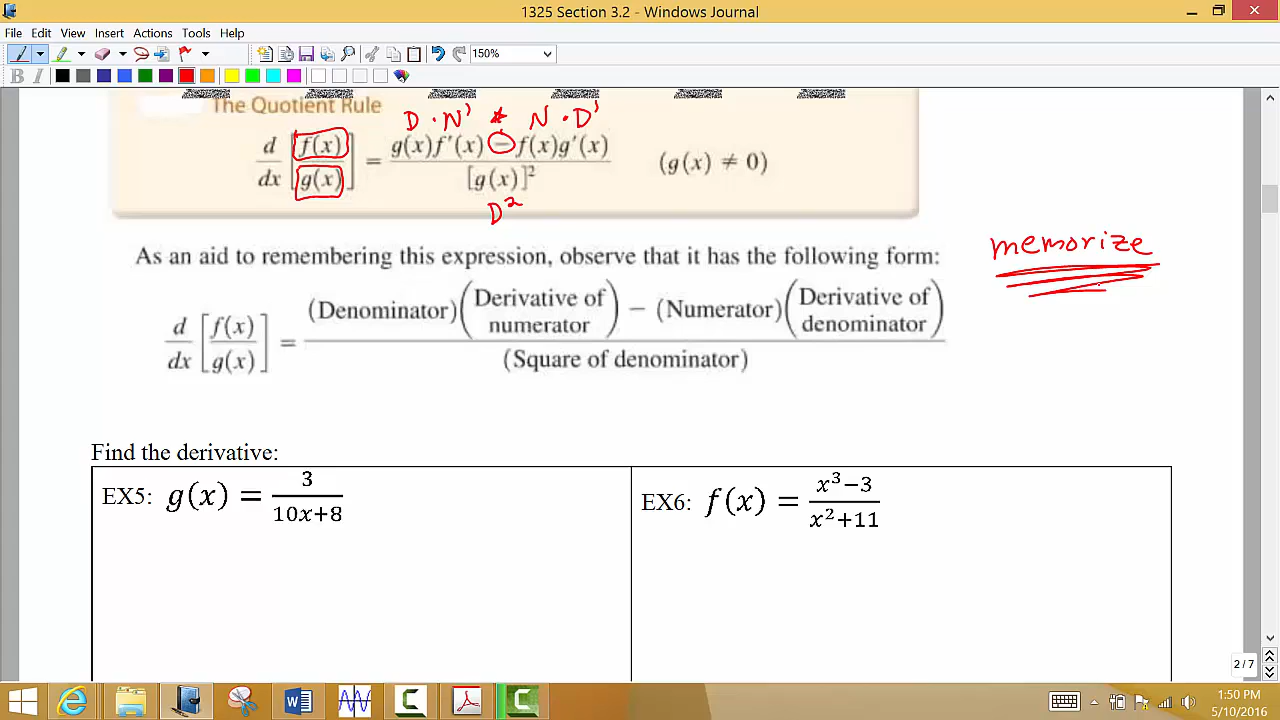 1325 Section 3.2 - Windows Journal
File Edit View Insert Actions Tools Help
150%
B I
The Quotient Rule
D · N' * N · D'
d/dx [f(x)/g(x)] = g(x)f'(x) − f(x)g'(x) / [g(x)]² (g(x) ≠ 0)
D²
memorize
As an aid to remembering this expression, observe that it has the following form:
d/dx [f(x)/g(x)] = (Denominator)(Derivative of numerator) − (Numerator)(Derivative of denominator) / (Square of denominator)
Find the derivative:
EX5: g(x) = 3/(10x+8)
EX6: f(x) = (x³−3)/(x²+11)
2 / 7
1:50 PM
5/10/2016